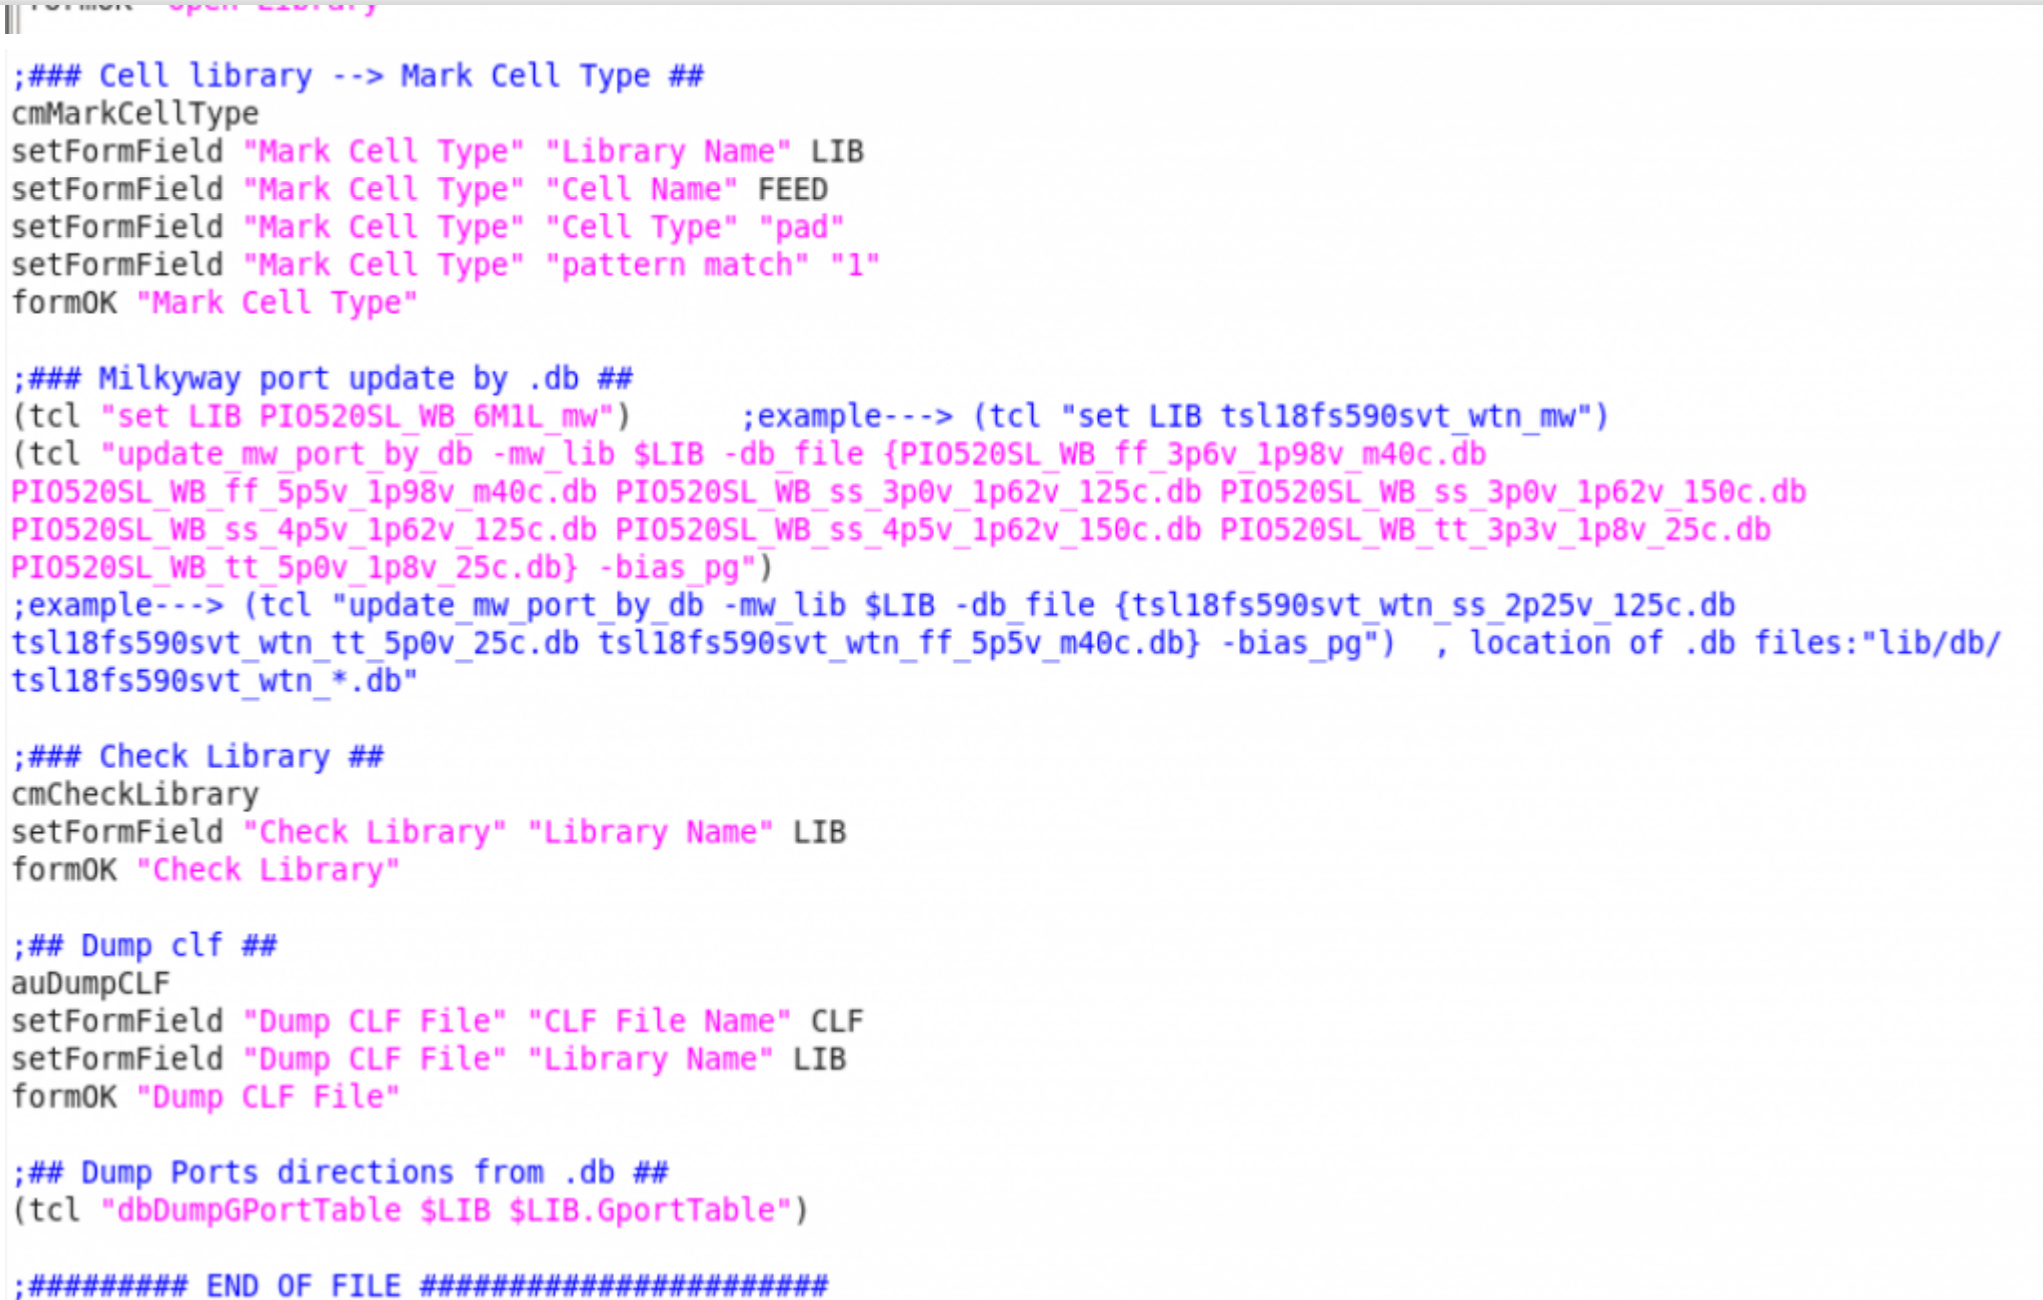 formOK "Open Library"
;### Cell library --> Mark Cell Type ##
cmMarkCellType
setFormField "Mark Cell Type" "Library Name" LIB
setFormField "Mark Cell Type" "Cell Name" FEED
setFormField "Mark Cell Type" "Cell Type" "pad"
setFormField "Mark Cell Type" "pattern match" "1"
formOK "Mark Cell Type"
;### Milkyway port update by .db ##
(tcl "set LIB PIO520SL_WB_6M1L_mw") ;example---> (tcl "set LIB tsl18fs590svt_wtn_mw")
(tcl "update_mw_port_by_db -mw_lib $LIB -db_file {PIO520SL_WB_ff_3p6v_1p98v_m40c.db
PIO520SL_WB_ff_5p5v_1p98v_m40c.db PIO520SL_WB_ss_3p0v_1p62v_125c.db PIO520SL_WB_ss_3p0v_1p62v_150c.db
PIO520SL_WB_ss_4p5v_1p62v_125c.db PIO520SL_WB_ss_4p5v_1p62v_150c.db PIO520SL_WB_tt_3p3v_1p8v_25c.db
PIO520SL_WB_tt_5p0v_1p8v_25c.db} -bias_pg")
;example---> (tcl "update_mw_port_by_db -mw_lib $LIB -db_file {tsl18fs590svt_wtn_ss_2p25v_125c.db
tsl18fs590svt_wtn_tt_5p0v_25c.db tsl18fs590svt_wtn_ff_5p5v_m40c.db} -bias_pg") , location of .db files:"lib/db/
tsl18fs590svt_wtn_*.db"
;### Check Library ##
cmCheckLibrary
setFormField "Check Library" "Library Name" LIB
formOK "Check Library"
;## Dump clf ##
auDumpCLF
setFormField "Dump CLF File" "CLF File Name" CLF
setFormField "Dump CLF File" "Library Name" LIB
formOK "Dump CLF File"
;## Dump Ports directions from .db ##
(tcl "dbDumpGPortTable $LIB $LIB.GportTable")
;######### END OF FILE #######################